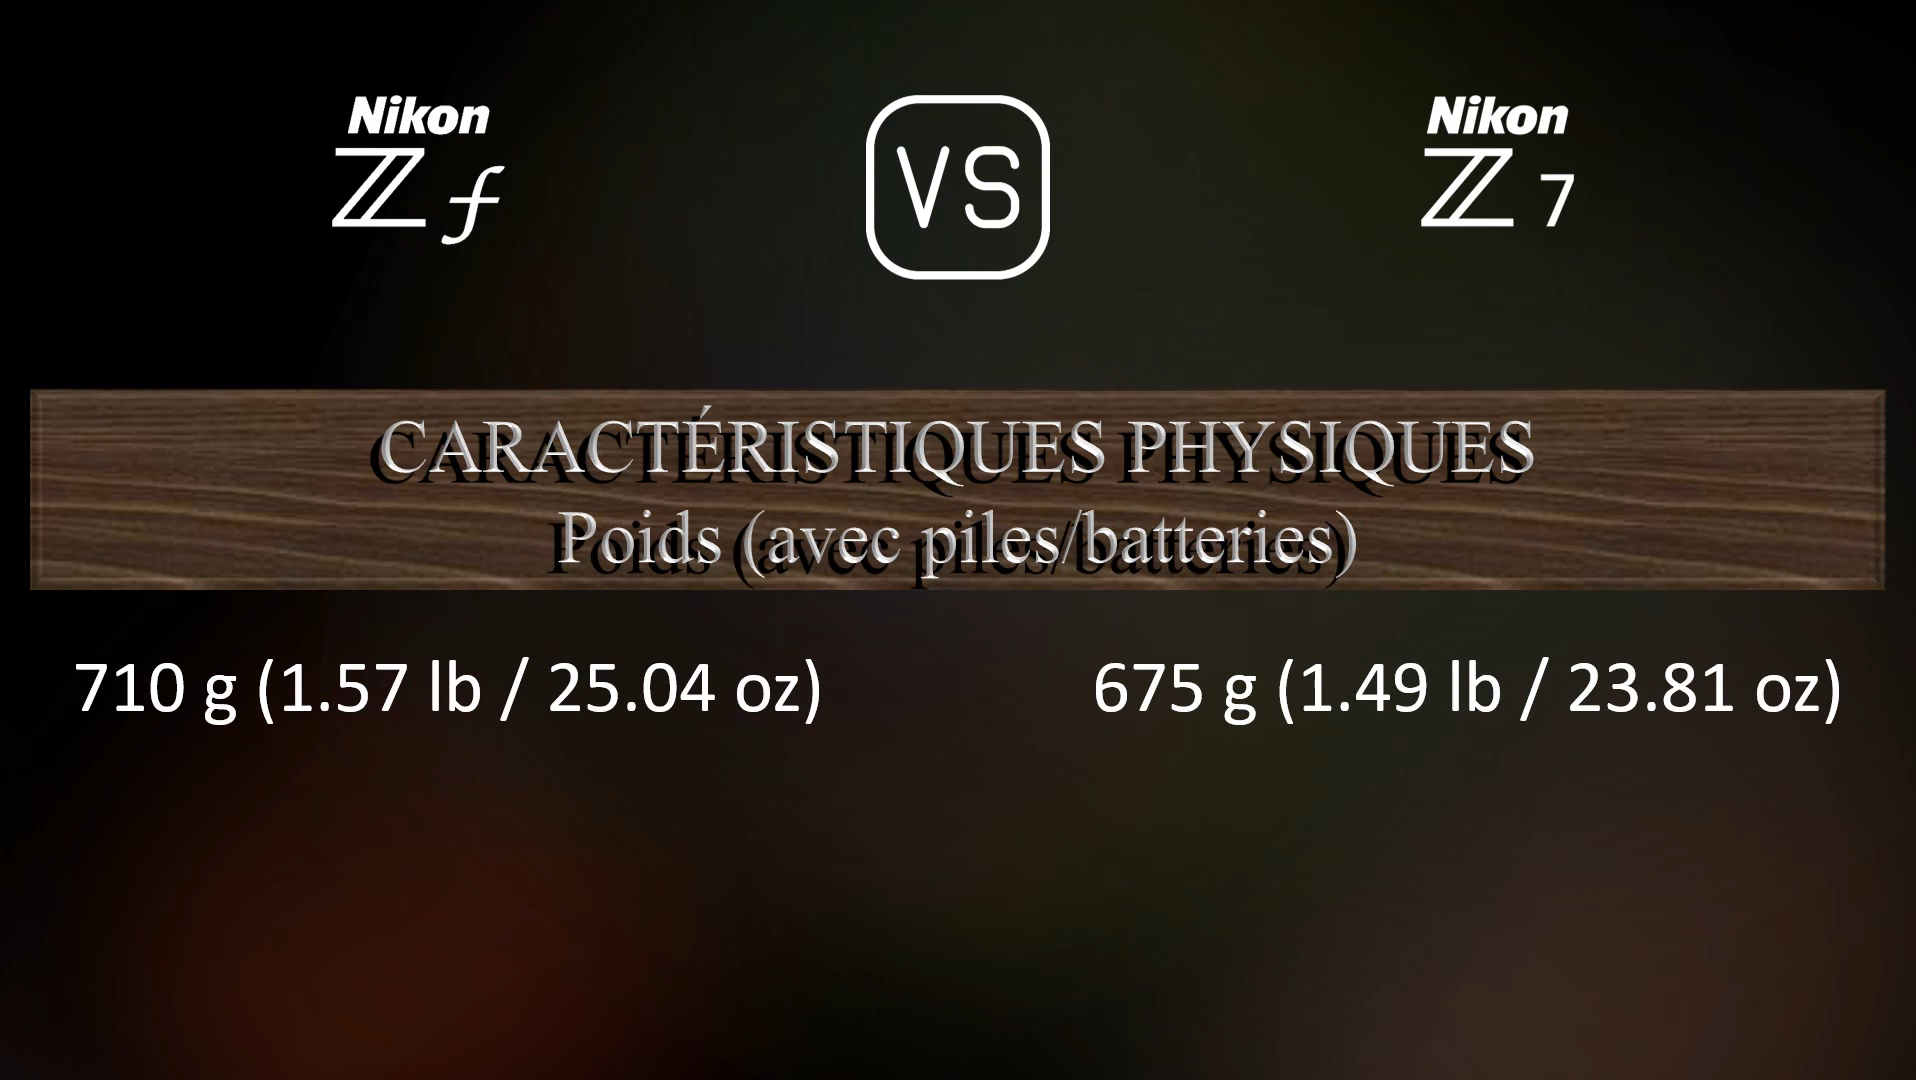 Nikon
Z f
VS
Nikon
Z 7
CARACTÉRISTIQUES PHYSIQUES
Poids (avec piles/batteries)
710 g (1.57 lb / 25.04 oz)
675 g (1.49 lb / 23.81 oz)